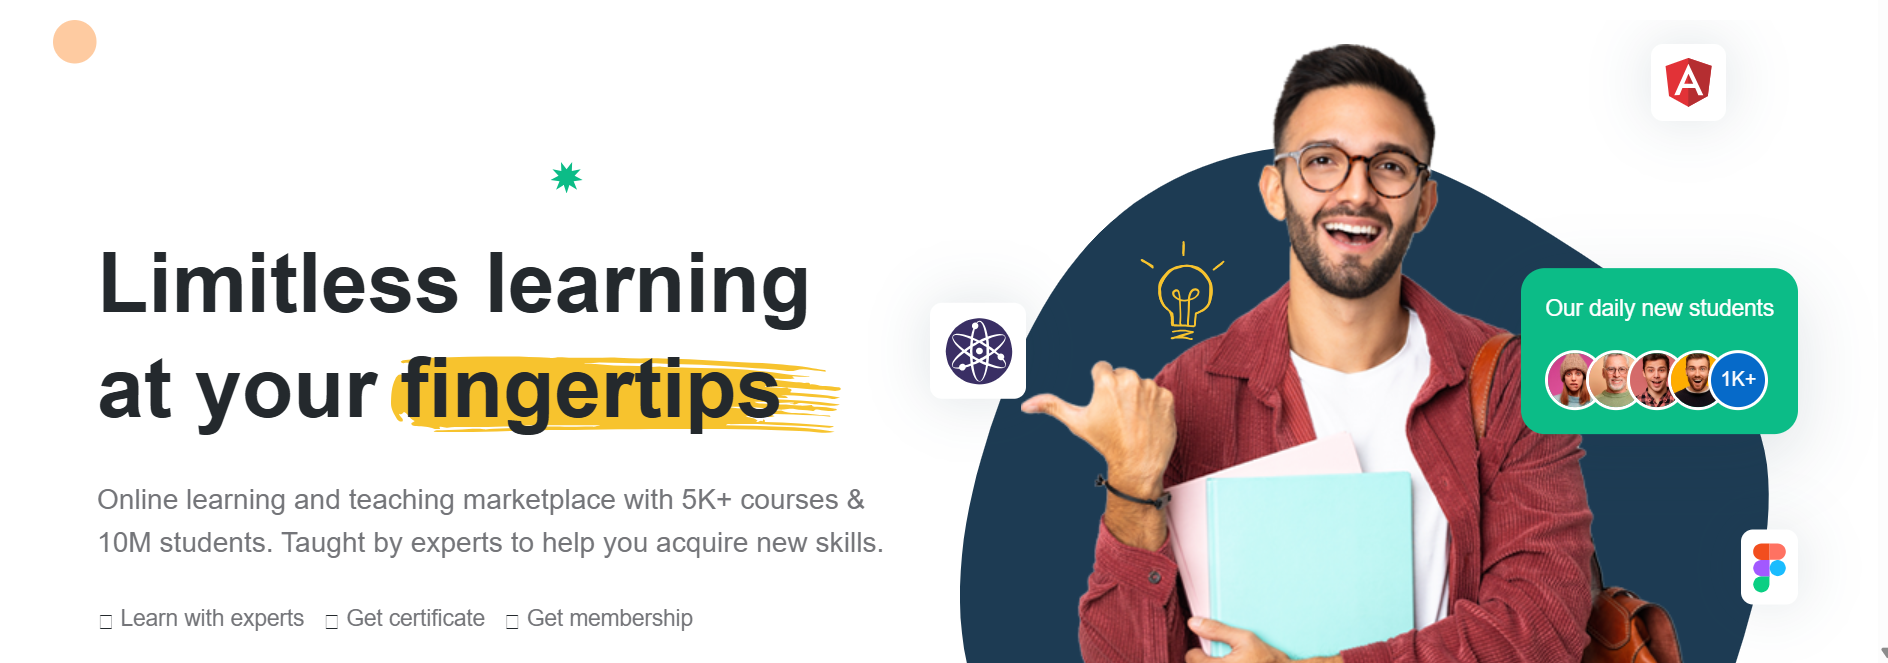 Limitless learning
at your fingertips
Online learning and teaching marketplace with 5K+ courses &
10M students. Taught by experts to help you acquire new skills.
Learn with experts Get certificate Get membership
Our daily new students
1K+